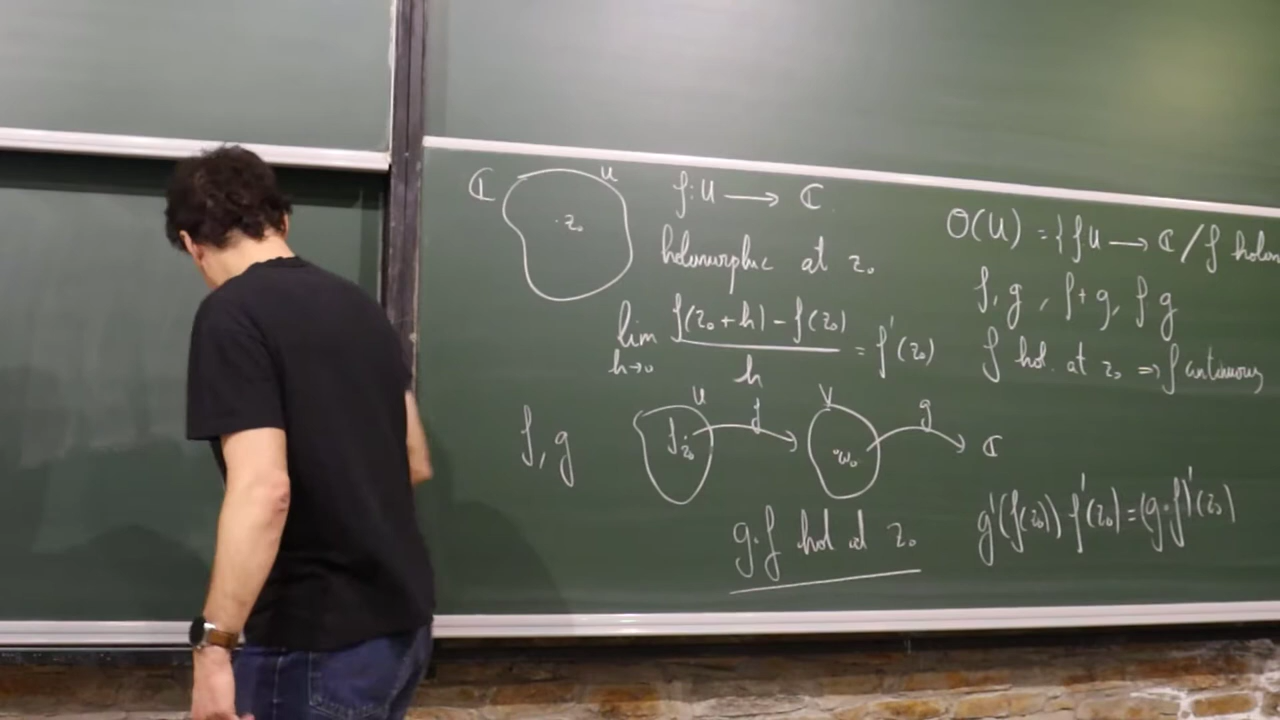 ℂ U
z₀
f: U ⟶ ℂ
holomorphic at z₀
lim_{h→0} (f(z₀+h) - f(z₀)) / h = f'(z₀)
O(U) = {f U ⟶ ℂ / f holom
f, g, f+g, f g
f hol. at z₀ ⇒ f continuous
f, g
U f V g
z₀ w₀ ℂ
g∘f hol at z₀
g'(f(z₀)) f'(z₀) = (g∘f)'(z₀)